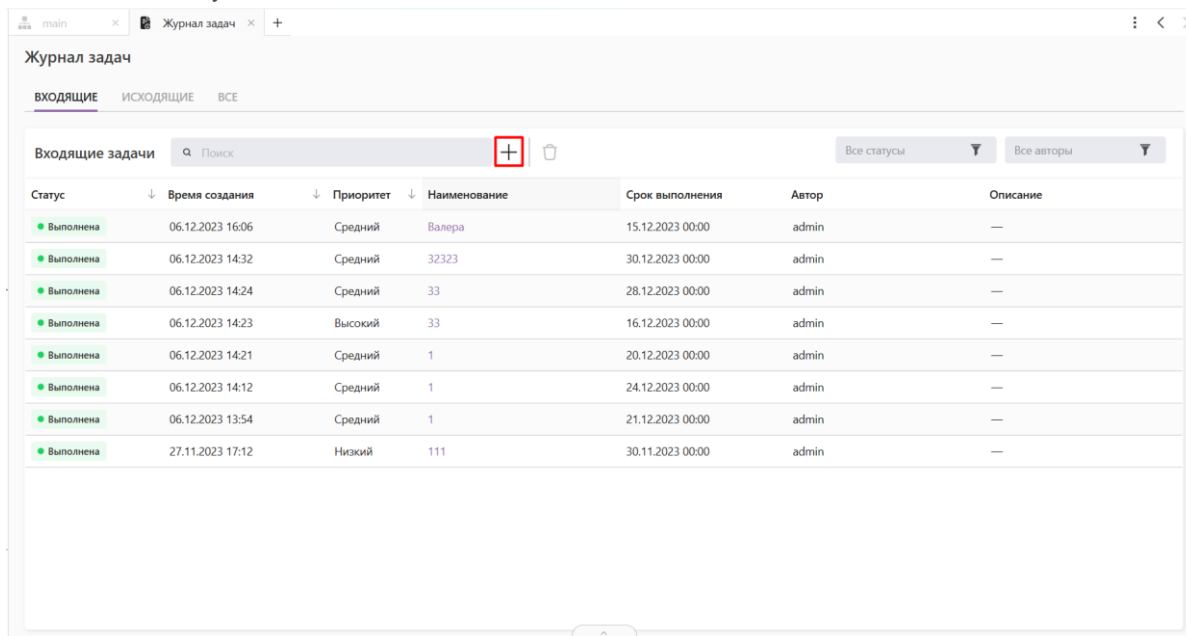 main × Журнал задач × +
Журнал задач
ВХОДЯЩИЕ ИСХОДЯЩИЕ ВСЕ
Входящие задачи Поиск Все статусы Все авторы
Статус Время создания Приоритет Наименование Срок выполнения Автор Описание
Выполнена 06.12.2023 16:06 Средний Валера 15.12.2023 00:00 admin —
Выполнена 06.12.2023 14:32 Средний 32323 30.12.2023 00:00 admin —
Выполнена 06.12.2023 14:24 Средний 33 28.12.2023 00:00 admin —
Выполнена 06.12.2023 14:23 Высокий 33 16.12.2023 00:00 admin —
Выполнена 06.12.2023 14:21 Средний 1 20.12.2023 00:00 admin —
Выполнена 06.12.2023 14:12 Средний 1 24.12.2023 00:00 admin —
Выполнена 06.12.2023 13:54 Средний 1 21.12.2023 00:00 admin —
Выполнена 27.11.2023 17:12 Низкий 111 30.11.2023 00:00 admin —